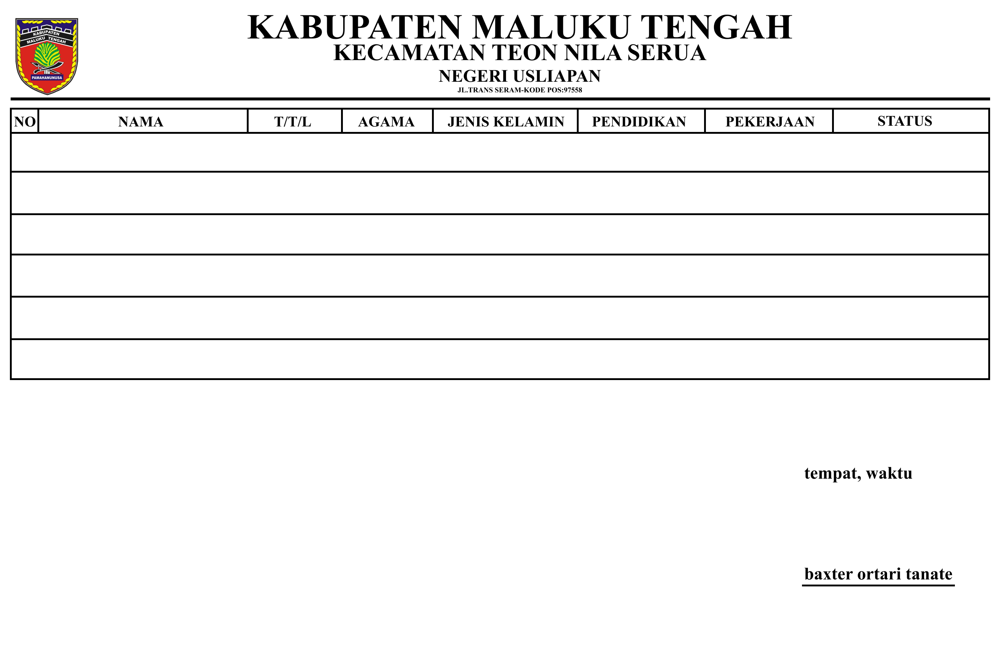 KABUPATEN MALUKU TENGAH
KECAMATAN TEON NILA SERUA
NEGERI USLIAPAN
JL.TRANS SERAM-KODE POS:97558
KABUPATEN
MALUKU TENGAH
PAMAHANUNUSA
NO NAMA T/T/L AGAMA JENIS KELAMIN PENDIDIKAN PEKERJAAN STATUS
tempat, waktu
baxter ortari tanate